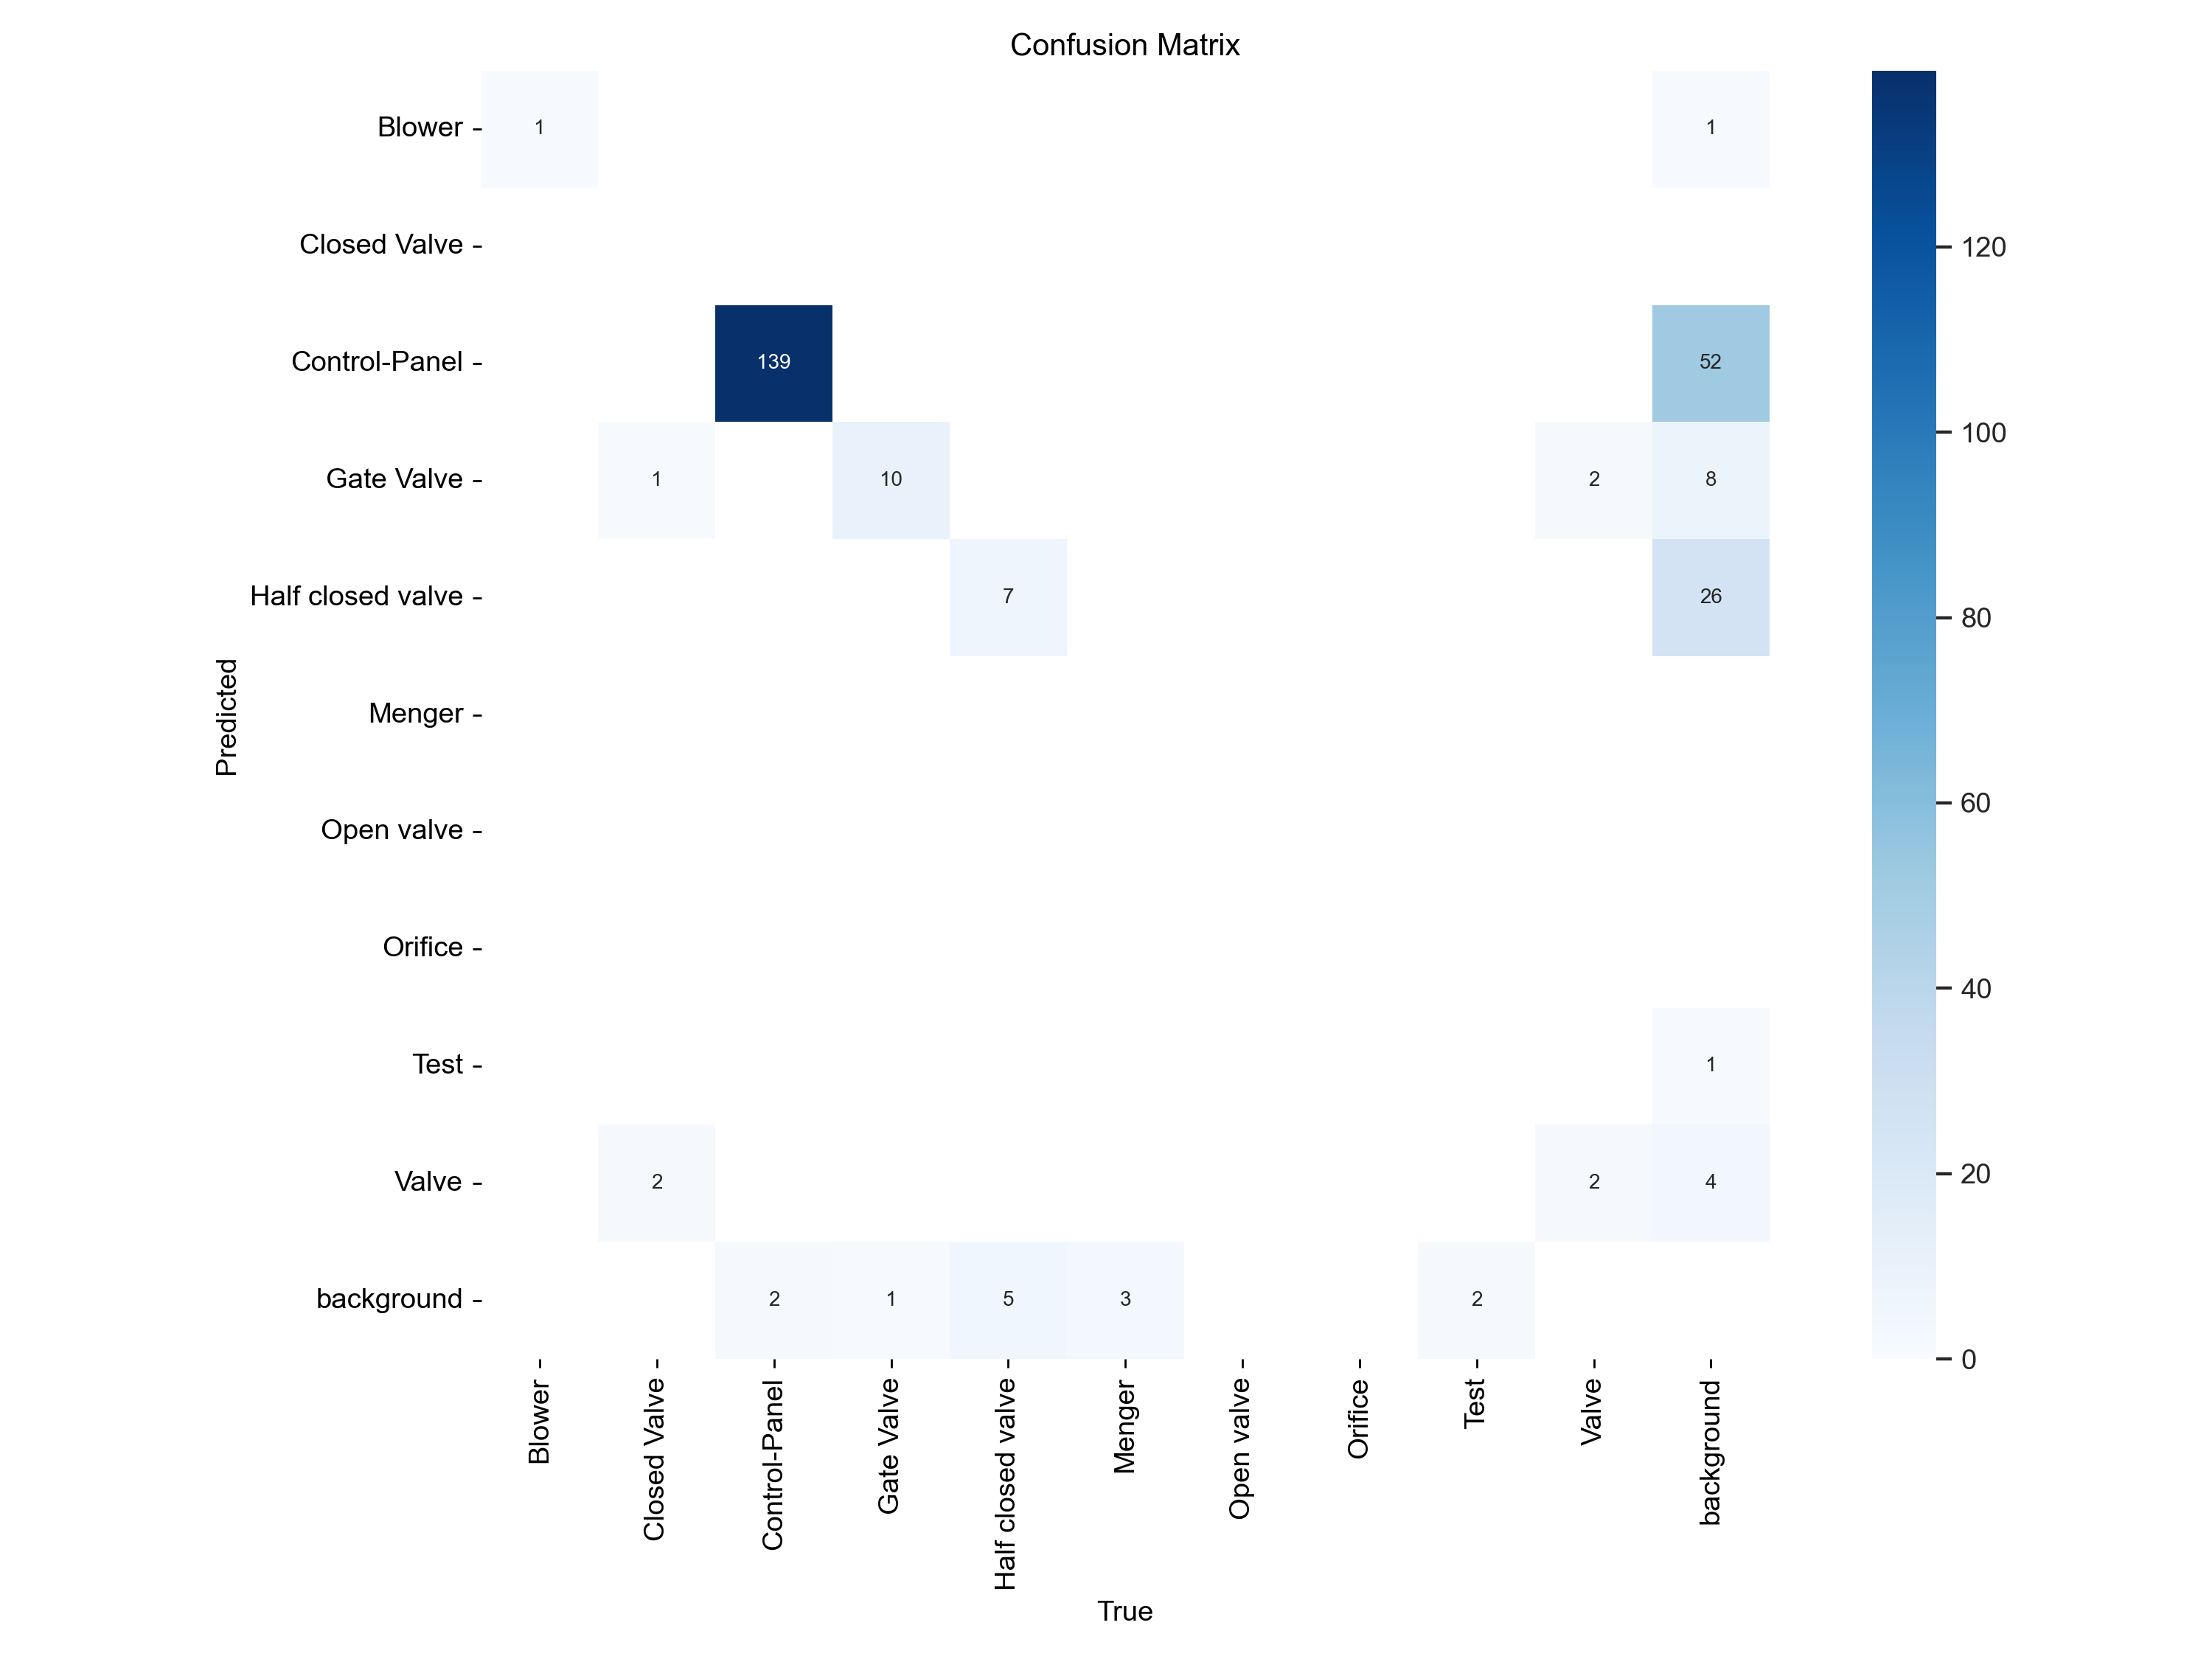 Confusion Matrix
Blower
1
1
Closed Valve
Control-Panel
139
52
Gate Valve
1
10
2
8
Half closed valve
7
26
Menger
Open valve
Orifice
Test
1
Valve
2
2
4
background
2
1
5
3
2
Predicted
Blower
Closed Valve
Control-Panel
Gate Valve
Half closed valve
Menger
Open valve
Orifice
Test
Valve
background
True
120
100
80
60
40
20
0